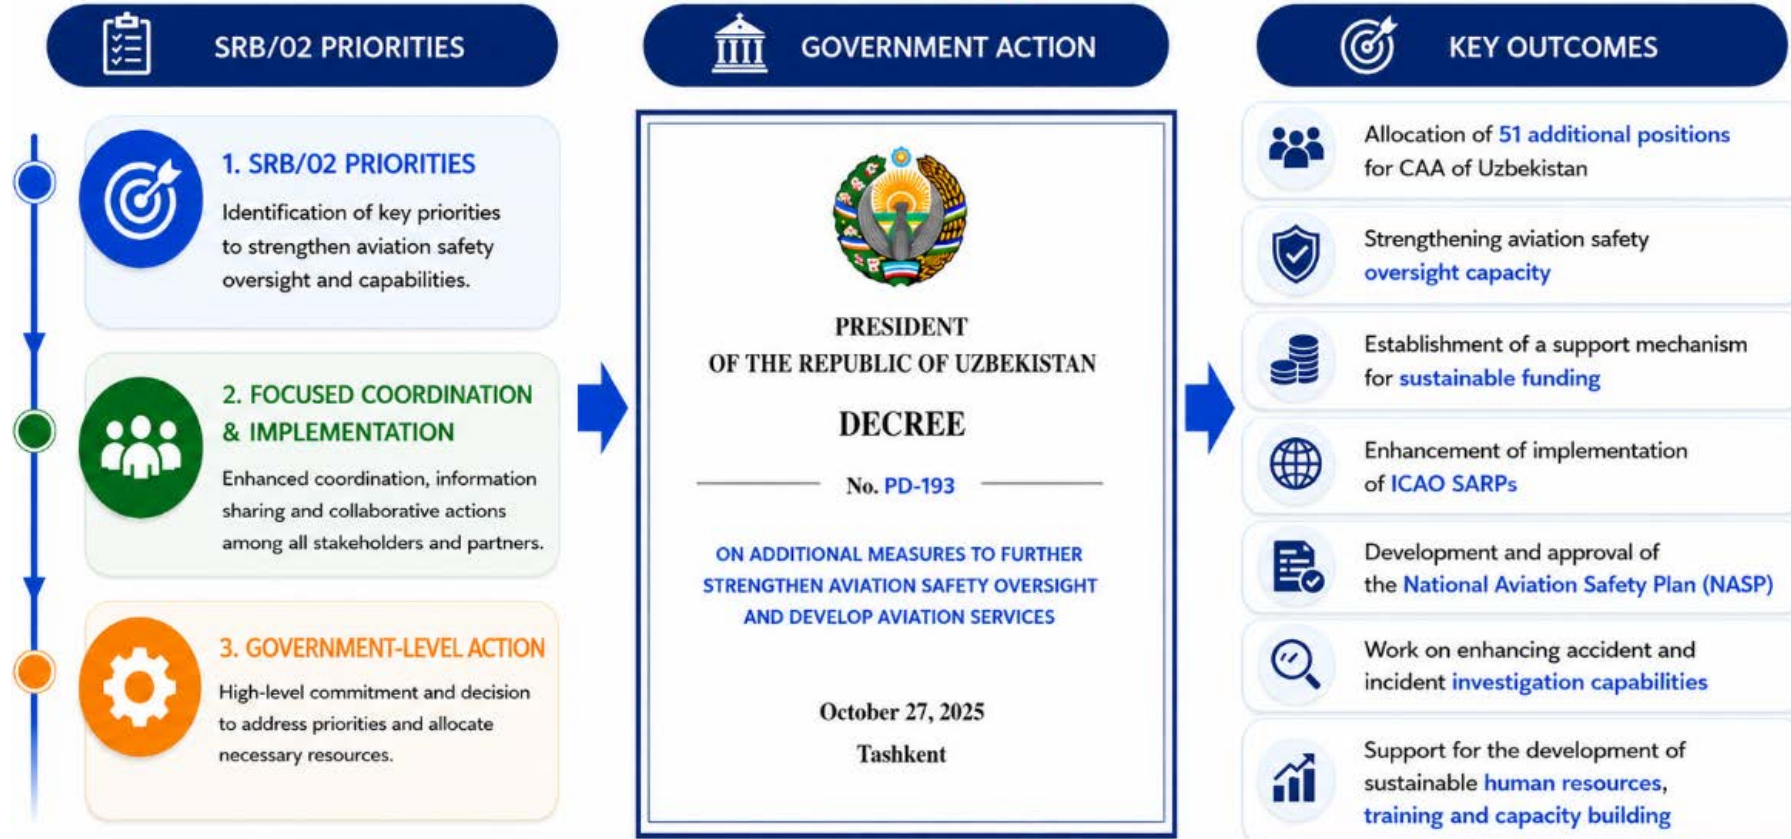 SRB/02 PRIORITIES
1. SRB/02 PRIORITIES
Identification of key priorities
to strengthen aviation safety
oversight and capabilities.
2. FOCUSED COORDINATION
& IMPLEMENTATION
Enhanced coordination, information
sharing and collaborative actions
among all stakeholders and partners.
3. GOVERNMENT-LEVEL ACTION
High-level commitment and decision
to address priorities and allocate
necessary resources.
GOVERNMENT ACTION
PRESIDENT
OF THE REPUBLIC OF UZBEKISTAN
DECREE
No. PD-193
ON ADDITIONAL MEASURES TO FURTHER
STRENGTHEN AVIATION SAFETY OVERSIGHT
AND DEVELOP AVIATION SERVICES
October 27, 2025
Tashkent
KEY OUTCOMES
Allocation of 51 additional positions
for CAA of Uzbekistan
Strengthening aviation safety
oversight capacity
Establishment of a support mechanism
for sustainable funding
Enhancement of implementation
of ICAO SARPs
Development and approval of
the National Aviation Safety Plan (NASP)
Work on enhancing accident and
incident investigation capabilities
Support for the development of
sustainable human resources,
training and capacity building